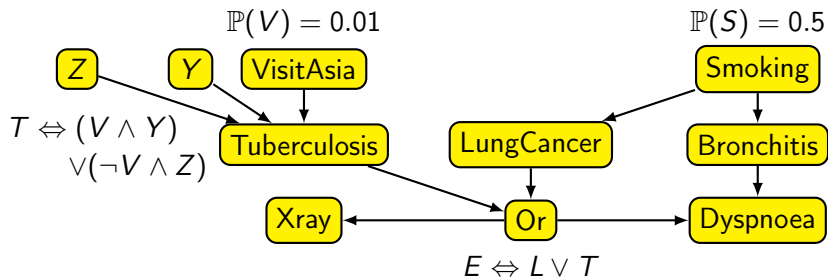 ℙ(V) = 0.01 ℙ(S) = 0.5
Z Y VisitAsia Smoking
T ⇔ (V ∧ Y)
∨(¬V ∧ Z)
Tuberculosis LungCancer Bronchitis
Xray Or Dyspnoea
E ⇔ L ∨ T